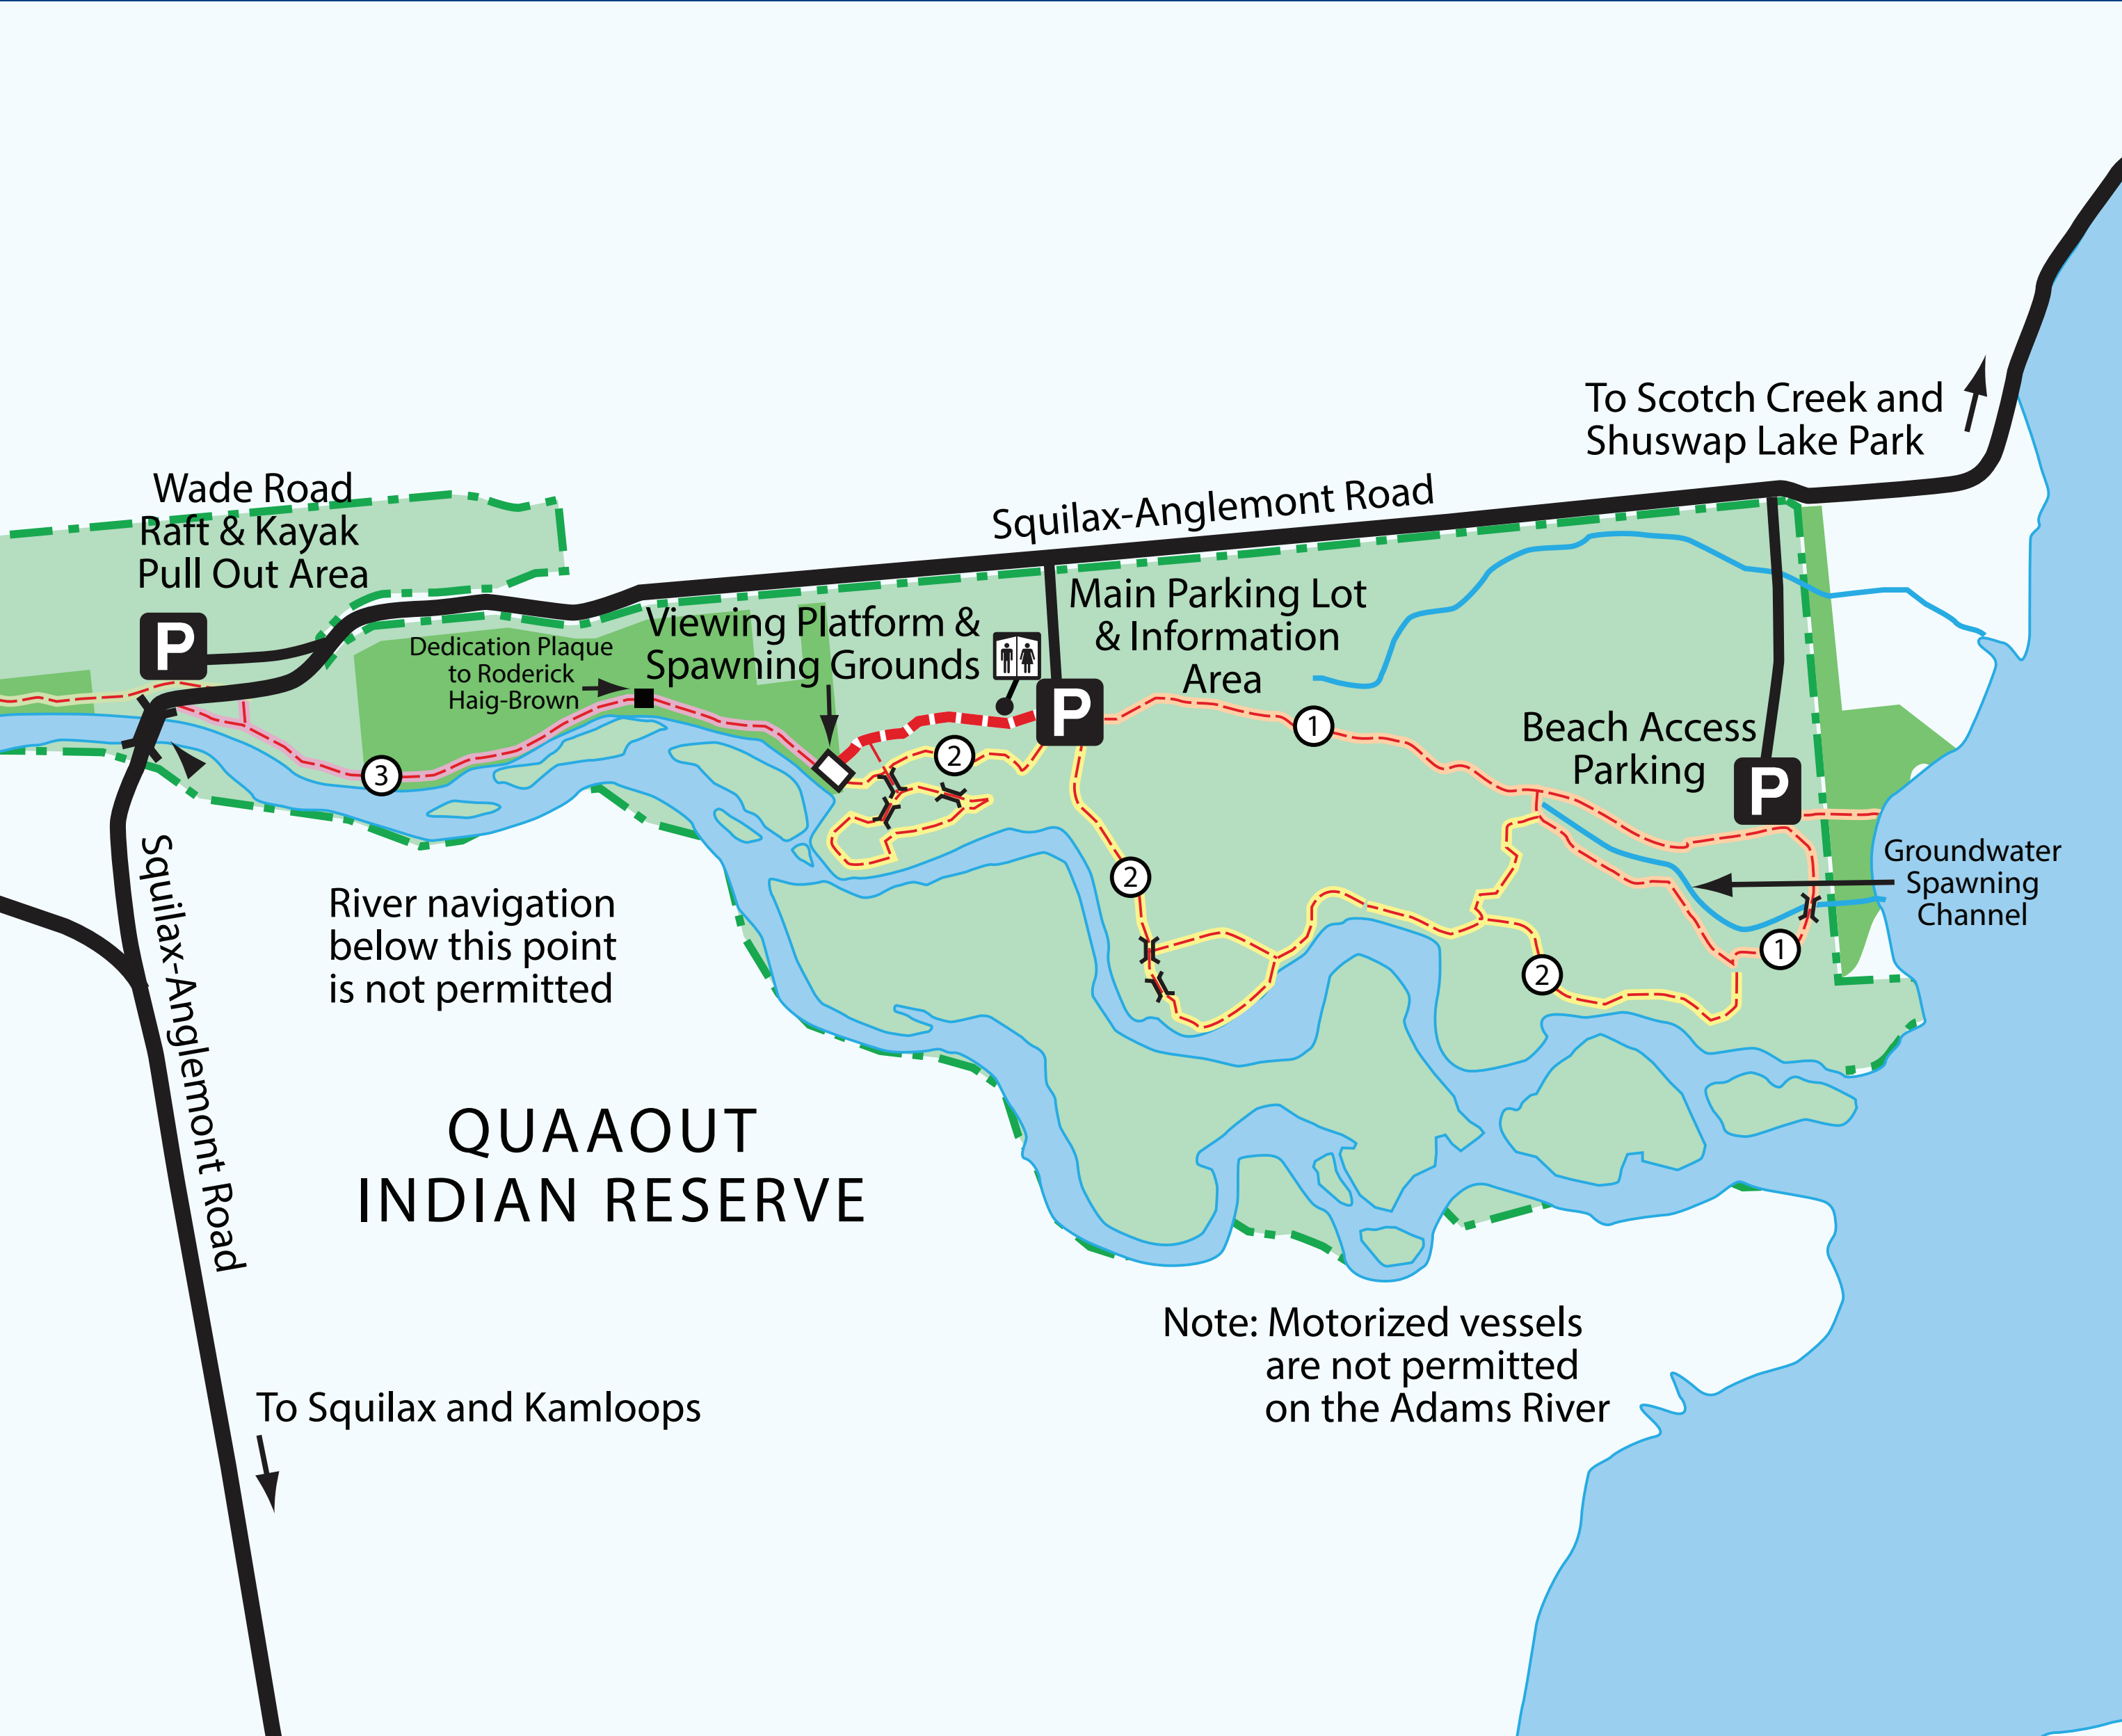 To Scotch Creek and
Shuswap Lake Park
Squilax-Anglemont Road
Wade Road
Raft & Kayak
Pull Out Area
P
Dedication Plaque
to Roderick
Haig-Brown
Viewing Platform &
Spawning Grounds
Main Parking Lot
& Information
Area
P
1
2
3
Beach Access
Parking
P
Groundwater
Spawning
Channel
2
1
2
River navigation
below this point
is not permitted
Squilax-Anglemont Road
QUAAOUT
INDIAN RESERVE
Note: Motorized vessels
are not permitted
on the Adams River
To Squilax and Kamloops